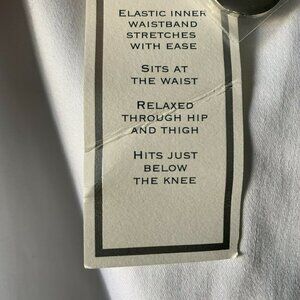 ELASTIC INNER
WAISTBAND
STRETCHES
WITH EASE
SITS AT
THE WAIST
RELAXED
THROUGH HIP
AND THIGH
HITS JUST
BELOW
THE KNEE